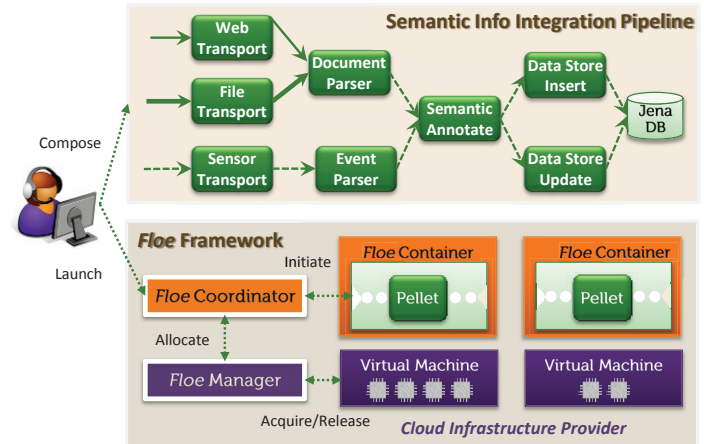 Semantic Info Integration Pipeline
Web
Transport
File
Transport
Document
Parser
Semantic
Annotate
Data Store
Insert
Data Store
Update
Jena
DB
Sensor
Transport
Event
Parser
Compose
Launch
Floe Framework
Initiate
Floe Coordinator
Allocate
Floe Manager
Acquire/Release
Floe Container
Pellet
Floe Container
Pellet
Virtual Machine
Virtual Machine
Cloud Infrastructure Provider